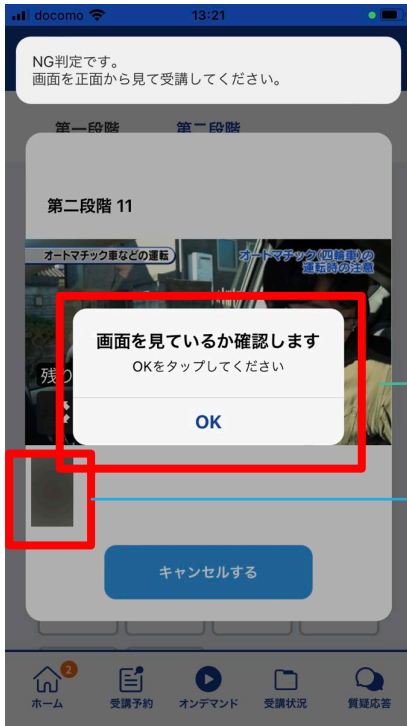 docomo 13:21
NG判定です。
画面を正面から見て受講してください。
第一段階 第二段階
第二段階 11
オートマチック車などの運転
オートマチック(四輪車)の
運転時の注意
画面を見ているか確認します
OKをタップしてください
残り
OK
キャンセルする
2
ホーム 受講予約 オンデマンド 受講状況 質疑応答